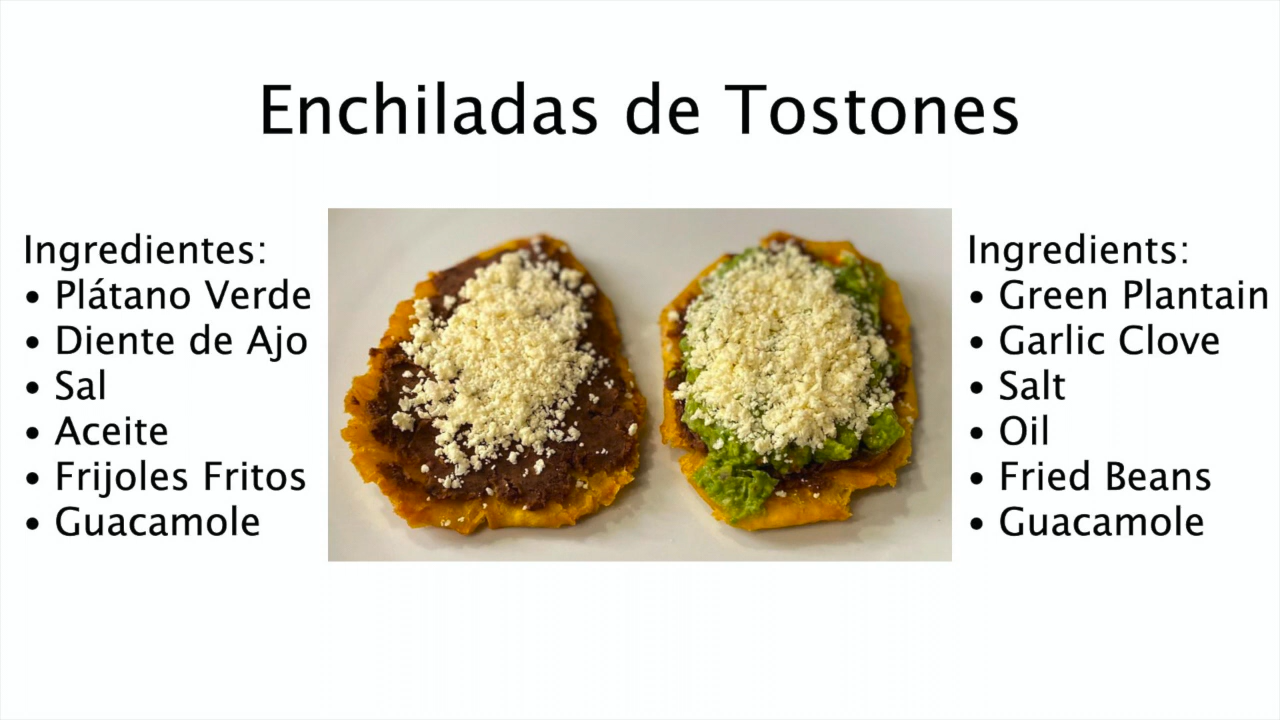 Enchiladas de Tostones
Ingredientes:
• Plátano Verde
• Diente de Ajo
• Sal
• Aceite
• Frijoles Fritos
• Guacamole
Ingredients:
• Green Plantain
• Garlic Clove
• Salt
• Oil
• Fried Beans
• Guacamole